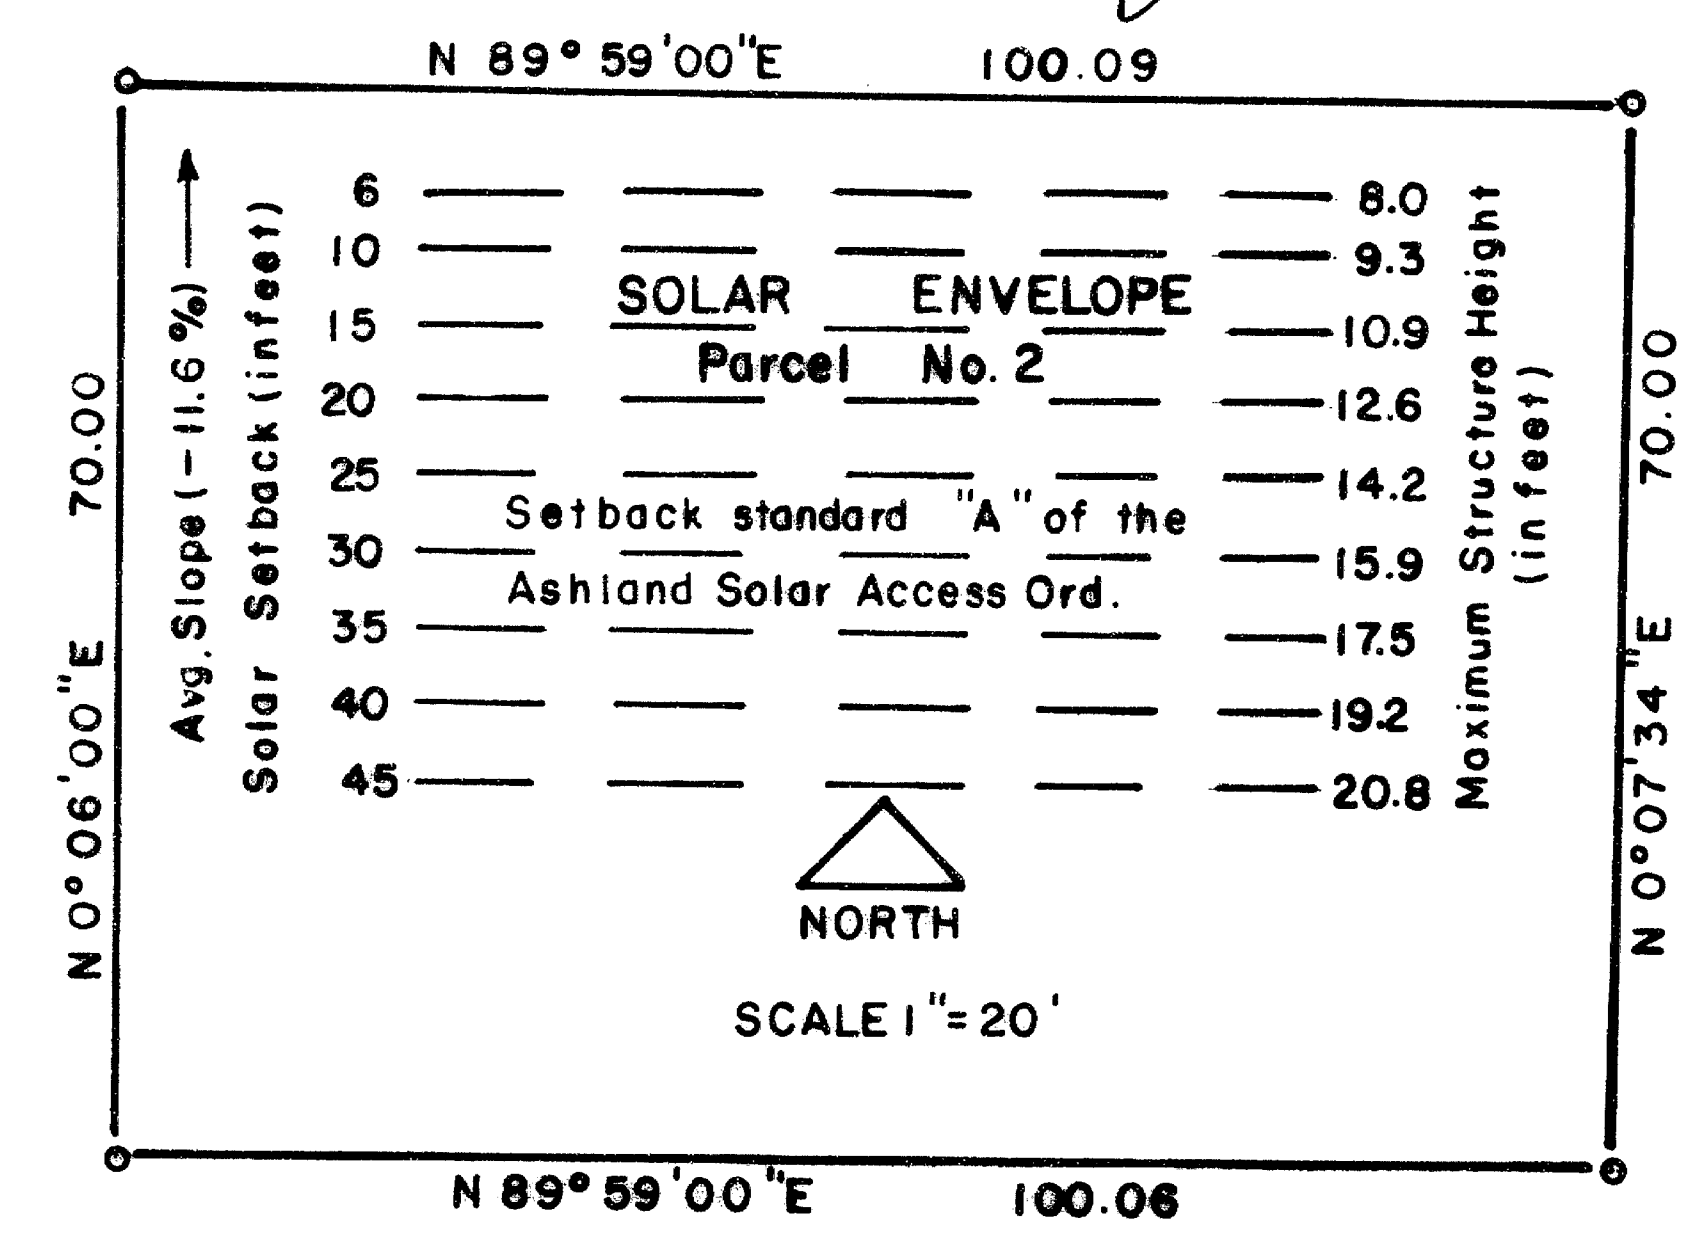 N 89° 59'00"E 100.09
6 8.0
10 9.3
SOLAR ENVELOPE
15 10.9
Parcel No. 2
20 12.6
25 14.2
Setback standard "A" of the
30 15.9
Ashland Solar Access Ord.
35 17.5
40 19.2
45 20.8
NORTH
SCALE 1"=20'
N 89° 59'00"E 100.06
N 0° 06'00"E 70.00
Avg. Slope (-11.6%)
Solar Setback (in feet)
Maximum Structure Height
(in feet)
N 0° 07'34"E 70.00